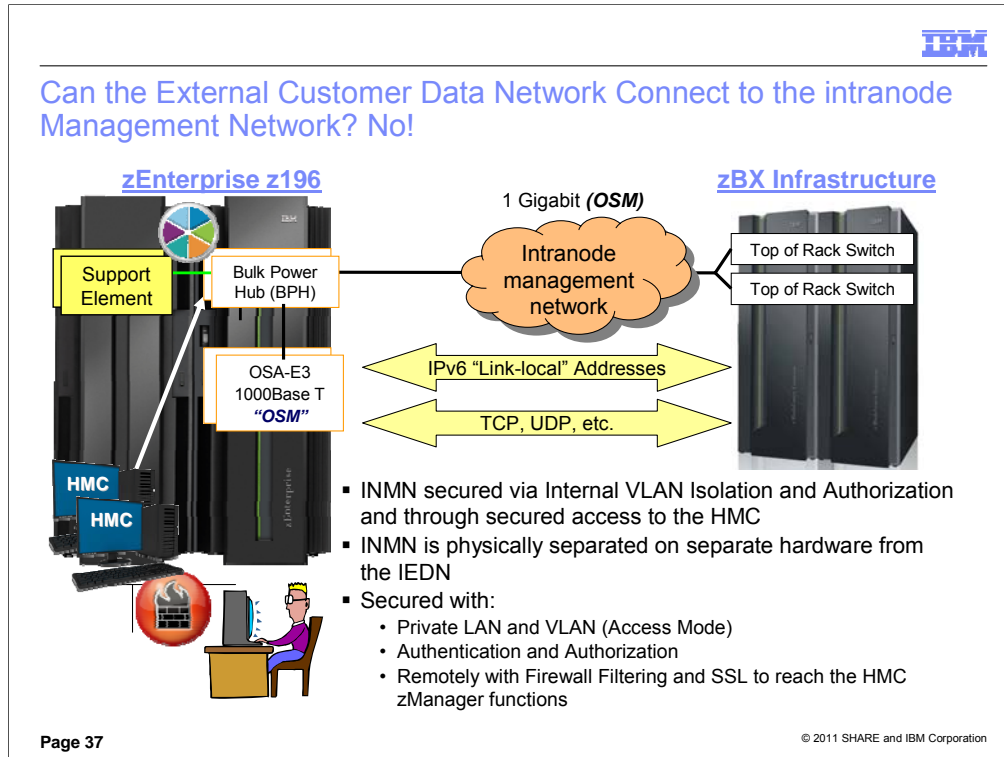 IBM
Can the External Customer Data Network Connect to the intranode
Management Network? No!
zEnterprise z196
zBX Infrastructure
1 Gigabit (OSM)
IBM
Support
Element
Bulk Power
Hub (BPH)
Intranode
management
network
Top of Rack Switch
Top of Rack Switch
OSA-E3
1000Base T
"OSM"
IPv6 “Link-local” Addresses
TCP, UDP, etc.
HMC
HMC
zEnterprise
▪ INMN secured via Internal VLAN Isolation and Authorization
and through secured access to the HMC
▪ INMN is physically separated on separate hardware from
the IEDN
▪ Secured with:
• Private LAN and VLAN (Access Mode)
• Authentication and Authorization
• Remotely with Firewall Filtering and SSL to reach the HMC
zManager functions
Page 37
© 2011 SHARE and IBM Corporation